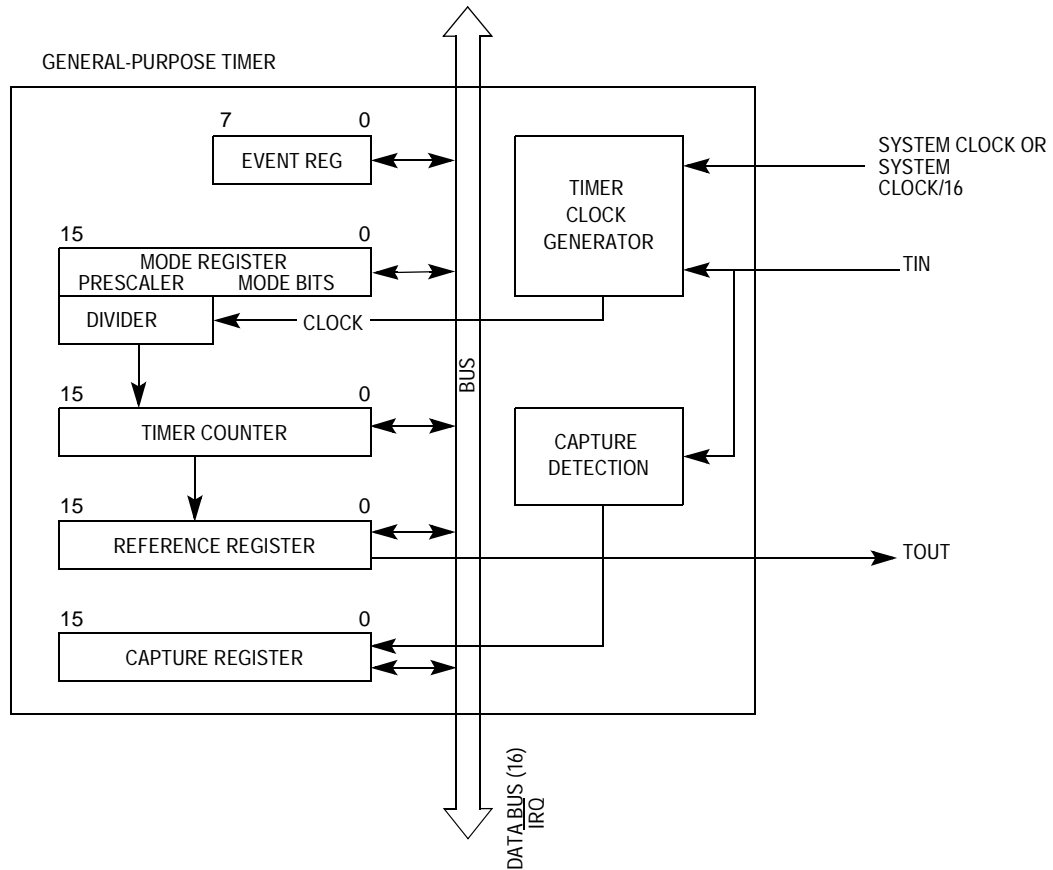 GENERAL-PURPOSE TIMER
7 0
EVENT REG
15 0
MODE REGISTER
PRESCALER MODE BITS
DIVIDER
CLOCK
15 0
TIMER COUNTER
15 0
REFERENCE REGISTER
15 0
CAPTURE REGISTER
BUS
TIMER
CLOCK
GENERATOR
CAPTURE
DETECTION
SYSTEM CLOCK OR
SYSTEM
CLOCK/16
TIN
TOUT
DATA BUS (16)
IRQ